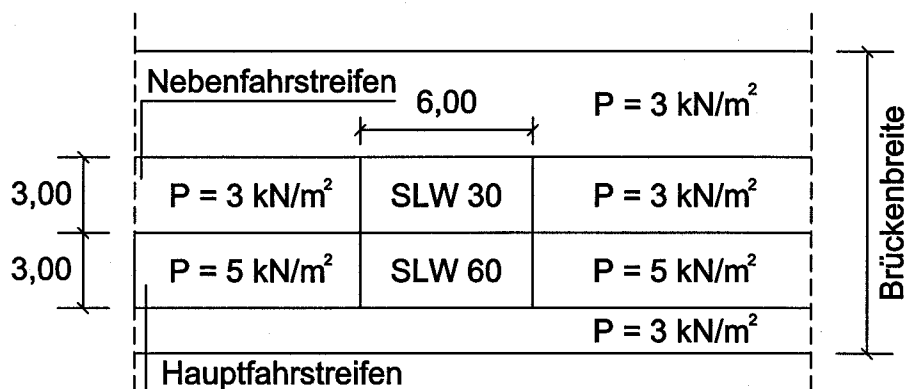 Nebenfahrstreifen
6,00
P = 3 kN/m²
3,00
P = 3 kN/m²
SLW 30
P = 3 kN/m²
3,00
P = 5 kN/m²
SLW 60
P = 5 kN/m²
P = 3 kN/m²
Hauptfahrstreifen
Brückenbreite